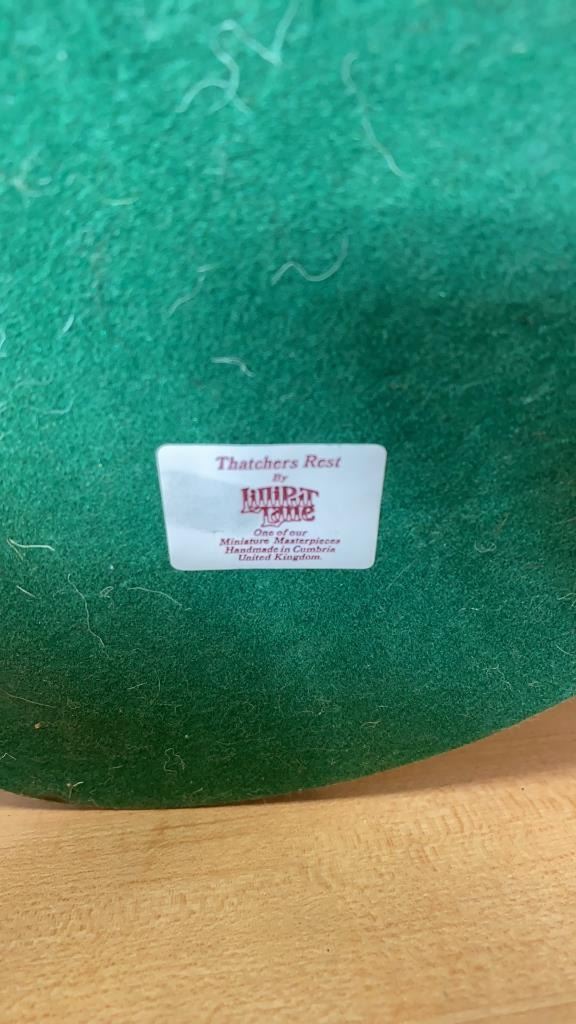 Thatchers Rest
By
LilliPuT
Lane
One of our
Miniature Masterpieces
Handmade in Cumbria
United Kingdom.